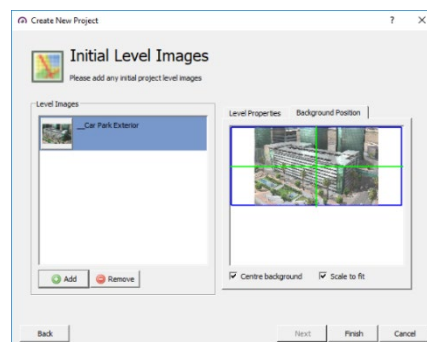 Create New Project
Initial Level Images
Please add any initial project level images
Level Images
__Car Park Exterior
Level Properties
Background Position
Centre background
Scale to fit
Add
Remove
Back
Next
Finish
Cancel